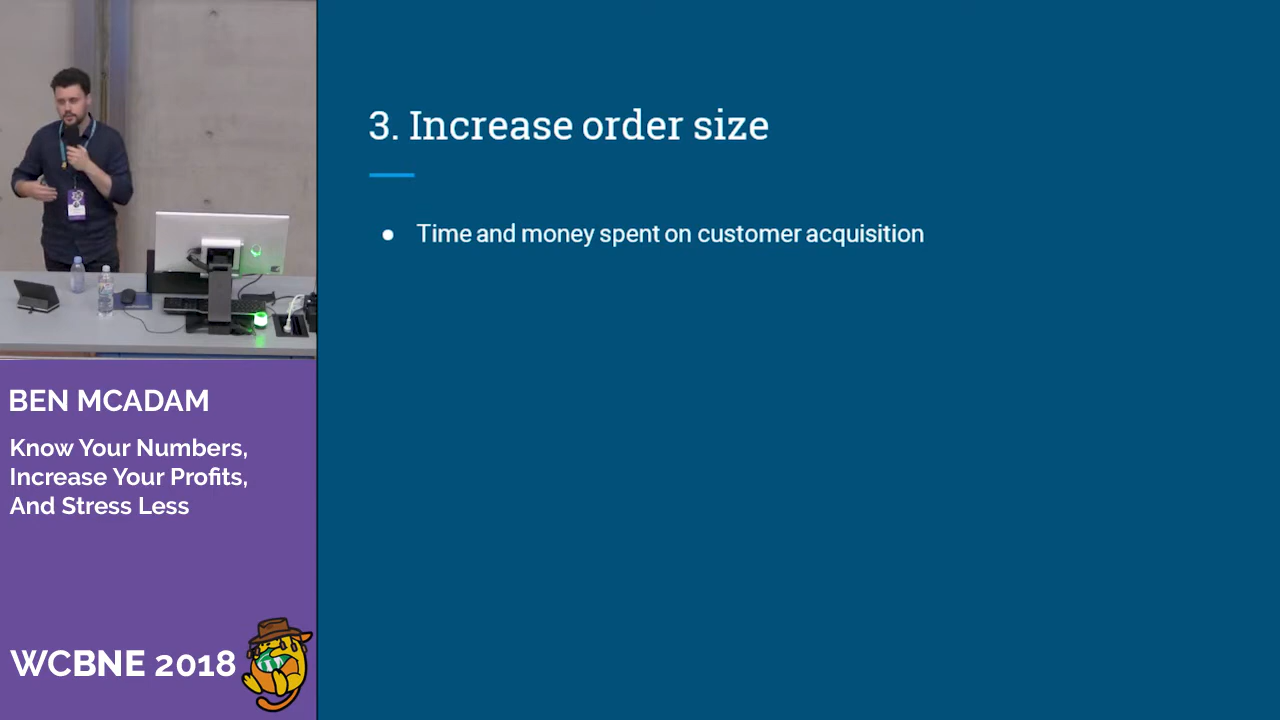 3. Increase order size
● Time and money spent on customer acquisition
BEN MCADAM
Know Your Numbers,
Increase Your Profits,
And Stress Less
WCBNE 2018